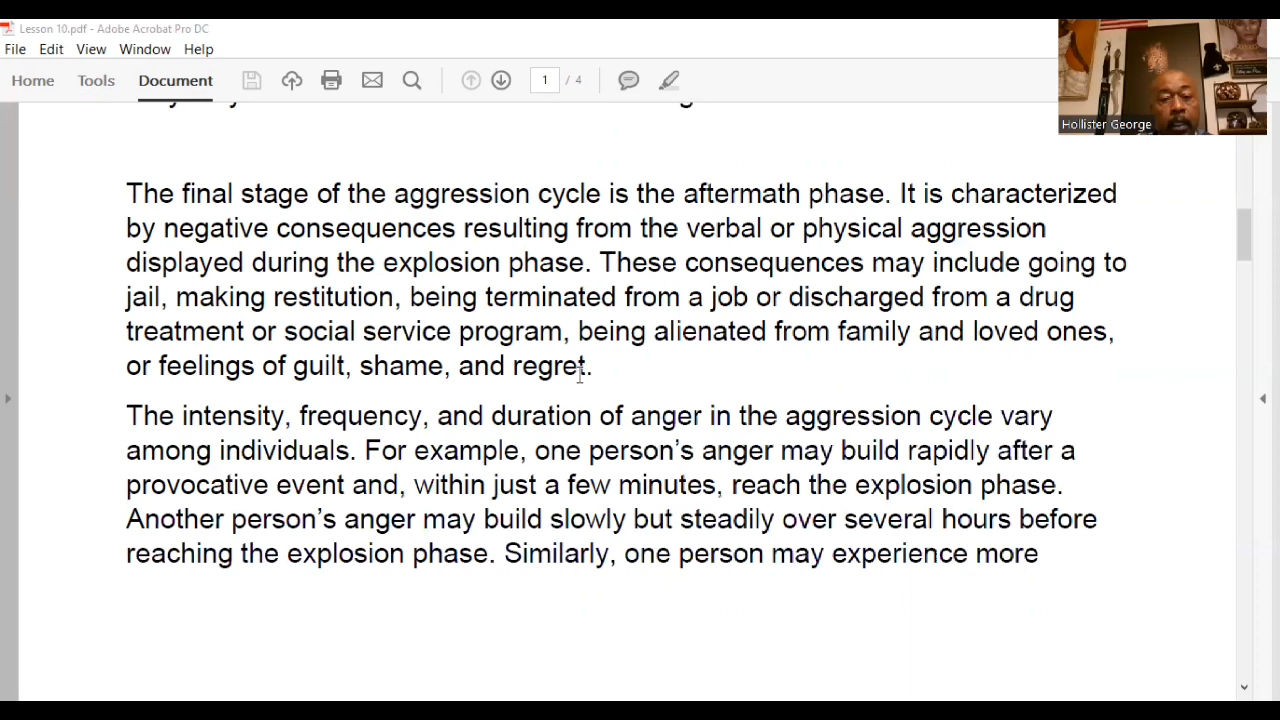 Lesson 10.pdf - Adobe Acrobat Pro DC
File Edit View Window Help
Home Tools Document 1 / 4
Hollister George
The final stage of the aggression cycle is the aftermath phase. It is characterized
by negative consequences resulting from the verbal or physical aggression
displayed during the explosion phase. These consequences may include going to
jail, making restitution, being terminated from a job or discharged from a drug
treatment or social service program, being alienated from family and loved ones,
or feelings of guilt, shame, and regret.
The intensity, frequency, and duration of anger in the aggression cycle vary
among individuals. For example, one person’s anger may build rapidly after a
provocative event and, within just a few minutes, reach the explosion phase.
Another person’s anger may build slowly but steadily over several hours before
reaching the explosion phase. Similarly, one person may experience more